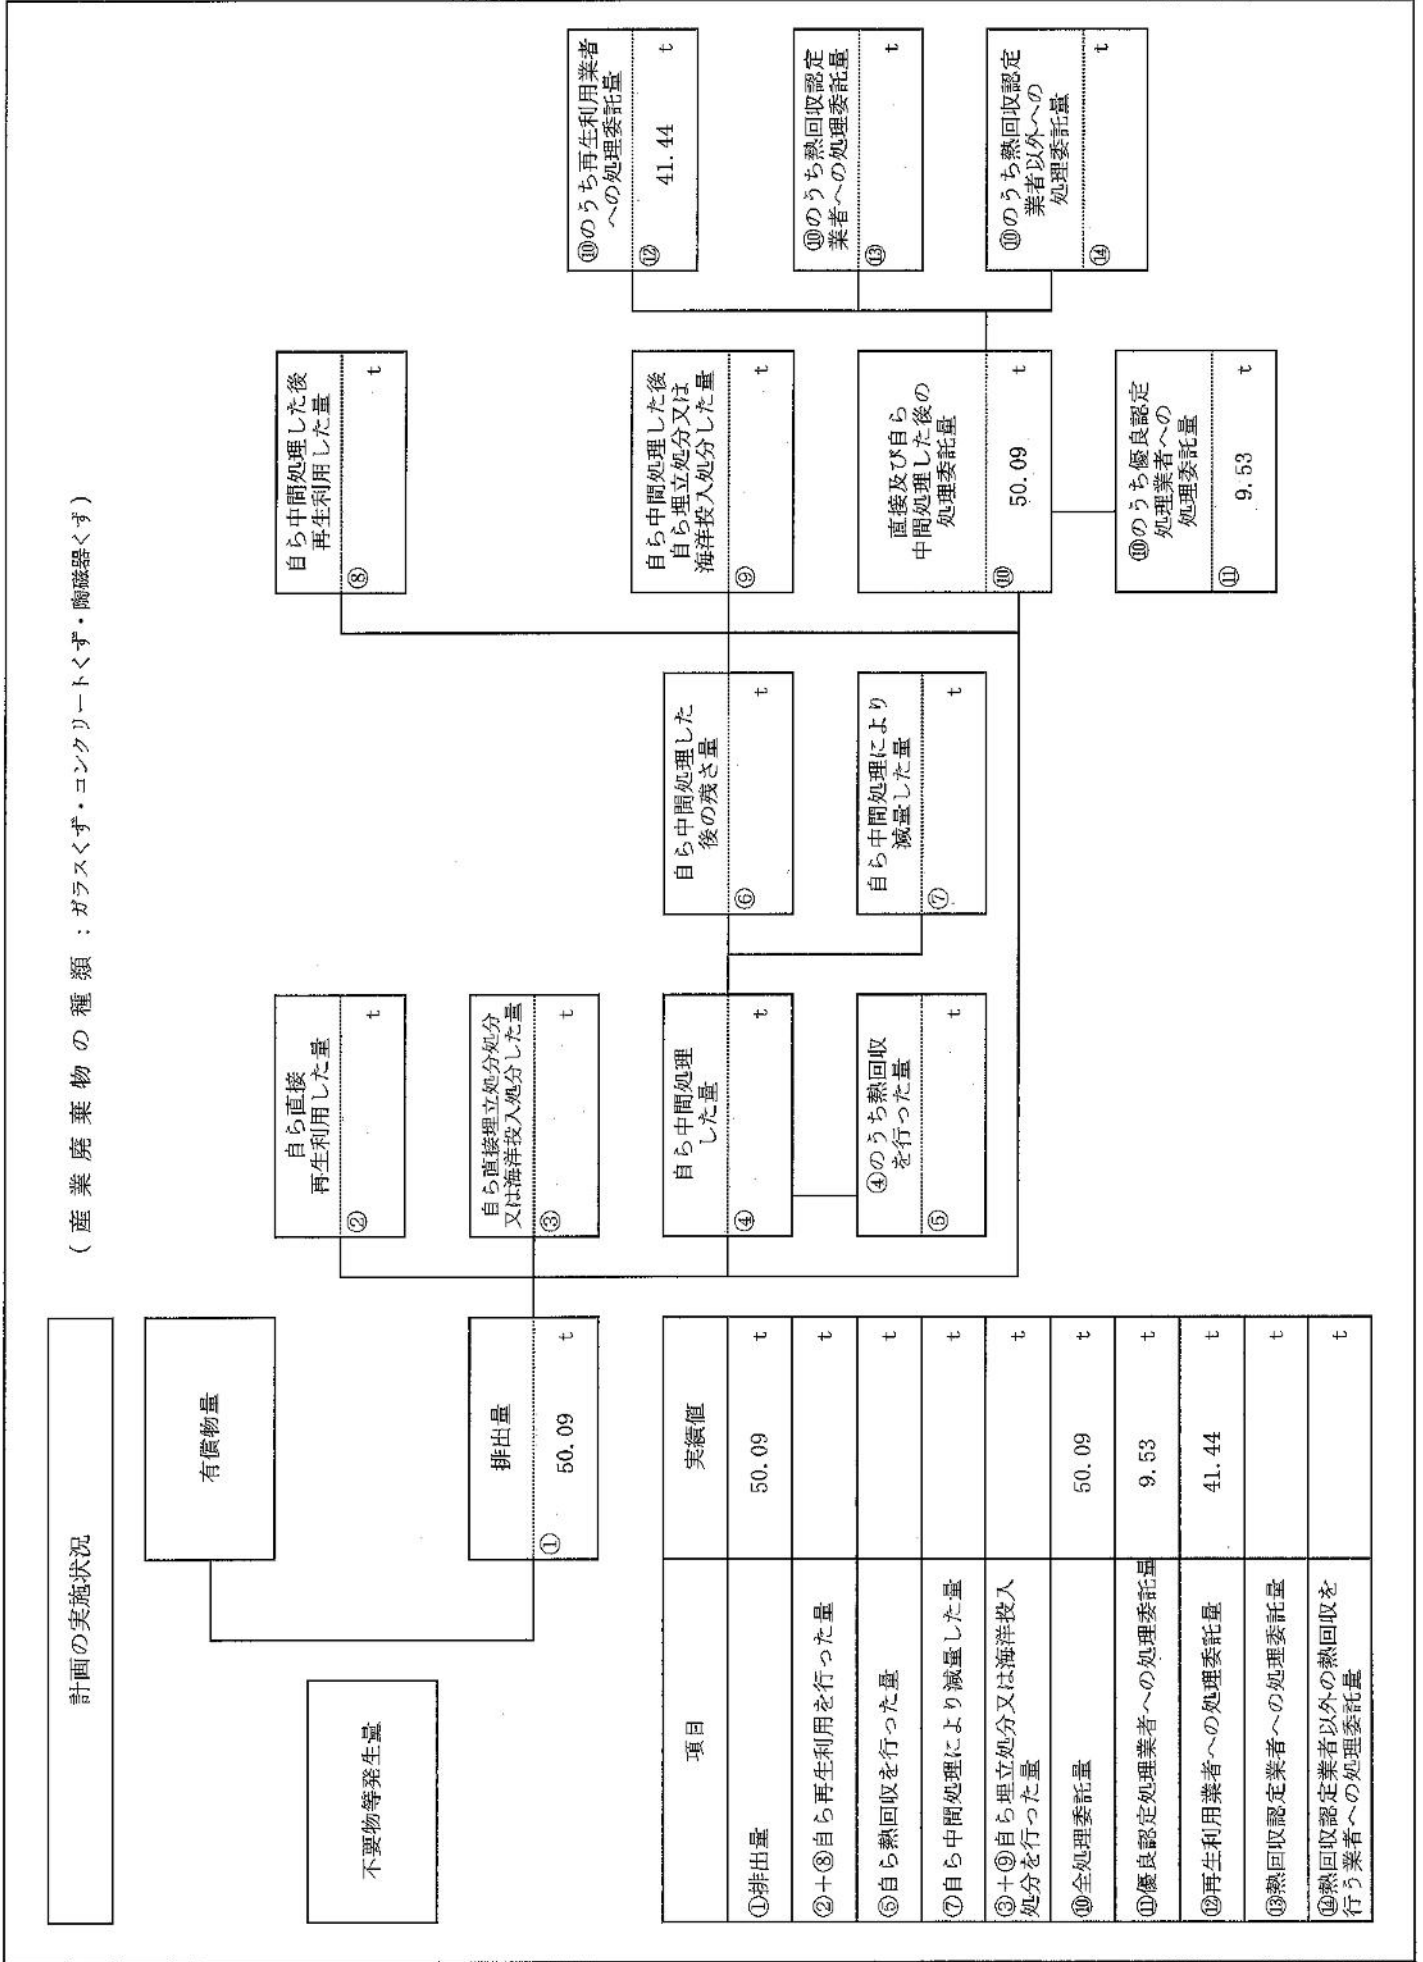 計画の実施状況
(産業廃棄物の種類：ガラスくず・コンクリートくず・陶磁器くず)
不要物等発生量
有償物量
排出量
① 50.09 t
自ら直接
再生利用した量
② t
自ら直接埋立処分処分
又は海洋投入処分した量
③ t
自ら中間処理
した量
④ t
④のうち熱回収
を行った量
⑤ t
自ら中間処理した
後の残さ量
⑥ t
自ら中間処理により
減量した量
⑦ t
自ら中間処理した後
再生利用した量
⑧ t
自ら中間処理した後
自ら埋立処分又は
海洋投入処分した量
⑨ t
直接及び自ら
中間処理した後の
処理委託量
⑩ 50.09 t
⑩のうち優良認定
処理業者への
処理委託量
⑪ 9.53 t
⑩のうち再生利用業者
への処理委託量
⑫ 41.44 t
⑩のうち熱回収認定
業者への処理委託量
⑬ t
⑩のうち熱回収認定
業者以外への
処理委託量
⑭ t
項目 実績値
①排出量 50.09 t
②＋⑧自ら再生利用を行った量 t
⑤自ら熱回収を行った量 t
⑦自ら中間処理により減量した量 t
③＋⑨自ら埋立処分又は海洋投入
処分を行った量 t
⑩全処理委託量 50.09 t
⑪優良認定処理業者への処理委託量 9.53 t
⑫再生利用業者への処理委託量 41.44 t
⑬熱回収認定業者への処理委託量 t
⑭熱回収認定業者以外の熱回収を
行う業者への処理委託量 t